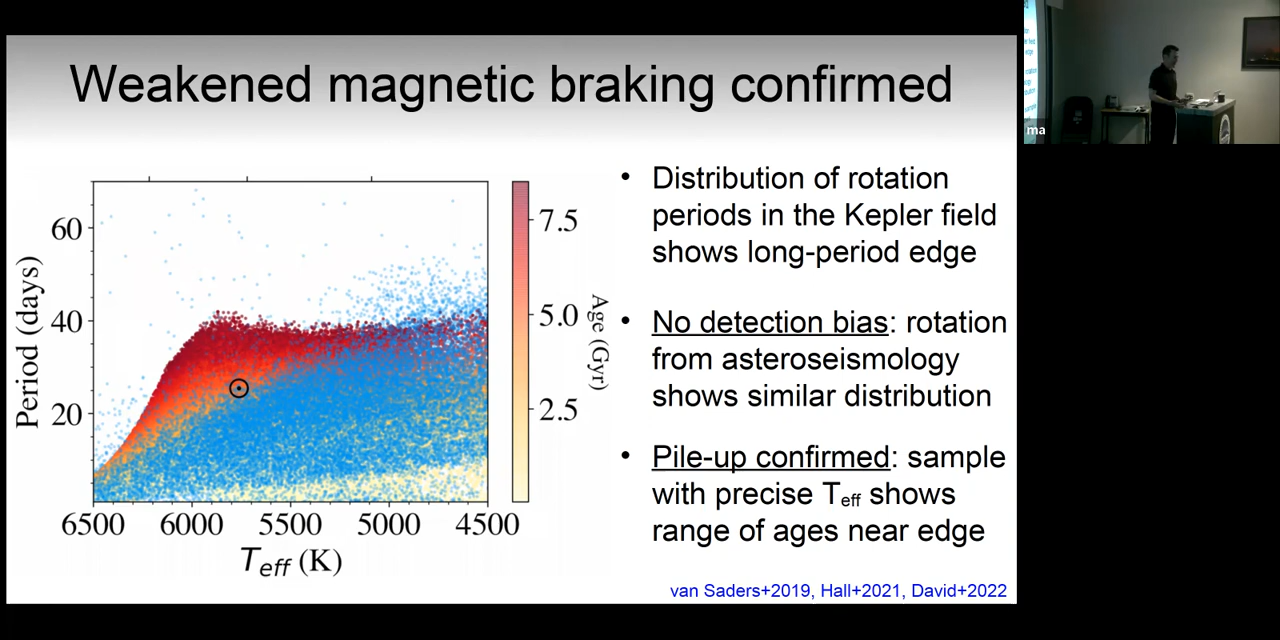 Weakened magnetic braking confirmed
• Distribution of rotation
periods in the Kepler field
shows long-period edge
• No detection bias: rotation
from asteroseismology
shows similar distribution
• Pile-up confirmed: sample
with precise Teff shows
range of ages near edge
van Saders+2019, Hall+2021, David+2022
Period (days)
60
40
20
6500 6000 5500 5000 4500
Teff (K)
7.5
5.0
2.5
Age (Gyr)
ma